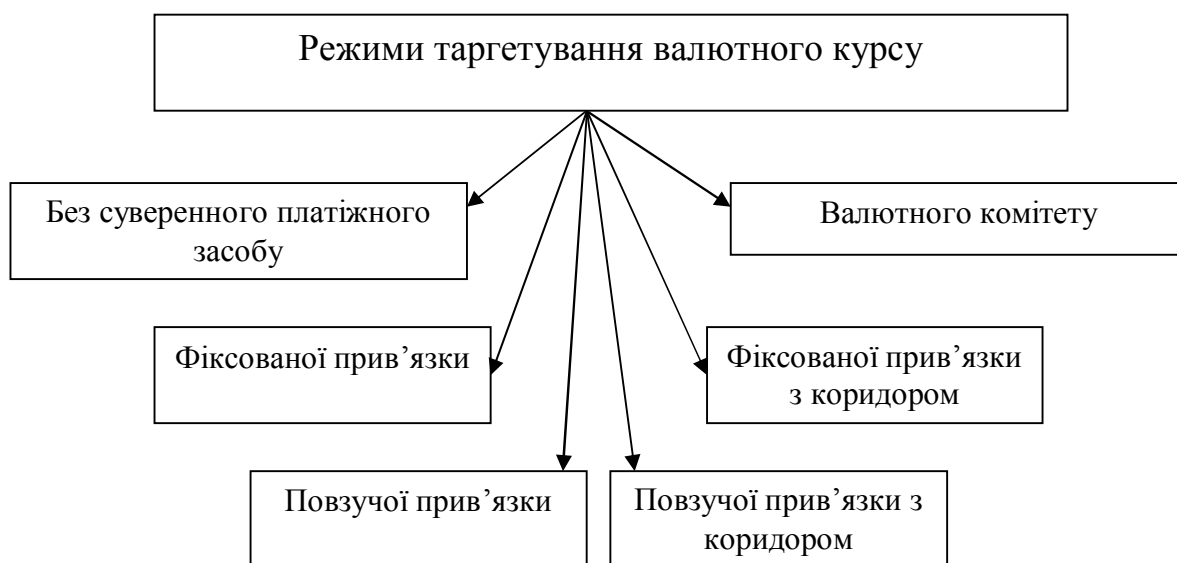 Режими таргетування валютного курсу
Без суверенного платіжного
засобу
Валютного комітету
Фіксованої прив’язки
Фіксованої прив’язки
з коридором
Повзучої прив’язки
Повзучої прив’язки з
коридором